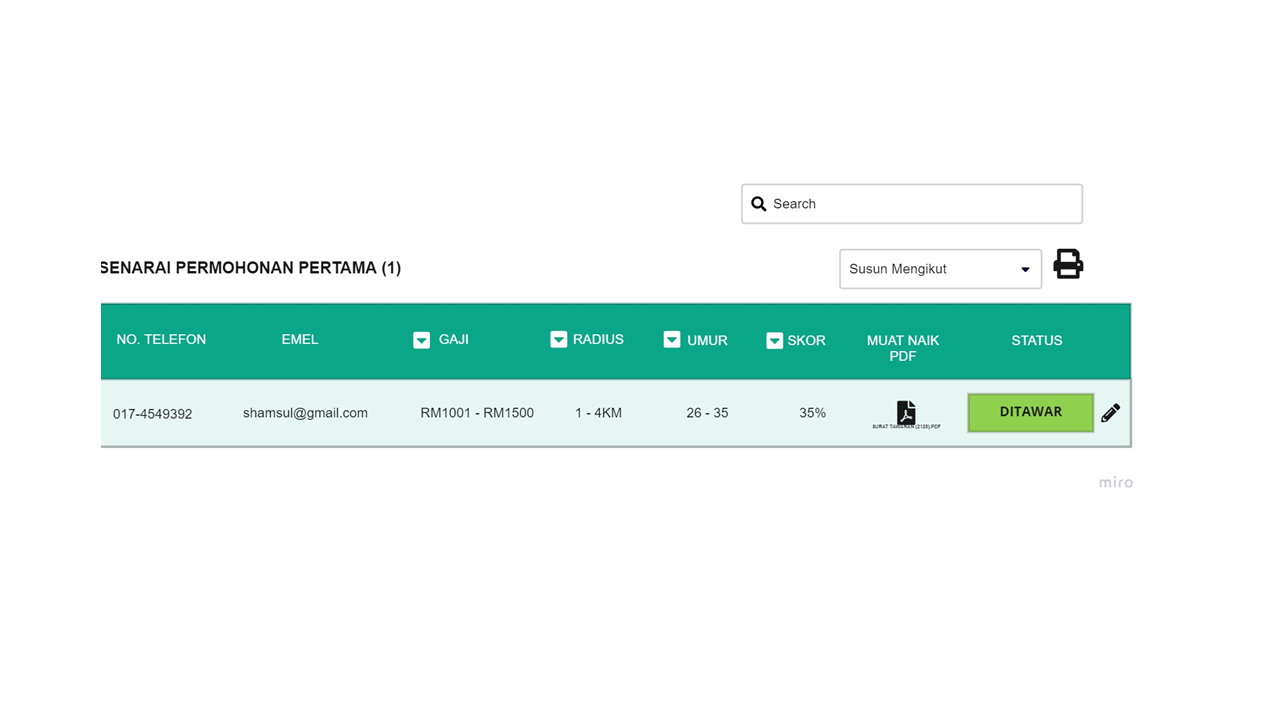 Search
SENARAI PERMOHONAN PERTAMA (1)
Susun Mengikut
NO. TELEFON EMEL GAJI RADIUS UMUR SKOR MUAT NAIK PDF STATUS
017-4549392 shamsul@gmail.com RM1001 - RM1500 1 - 4KM 26 - 35 35% DITAWAR
SURAT TAWARAN (2128).PDF
miro